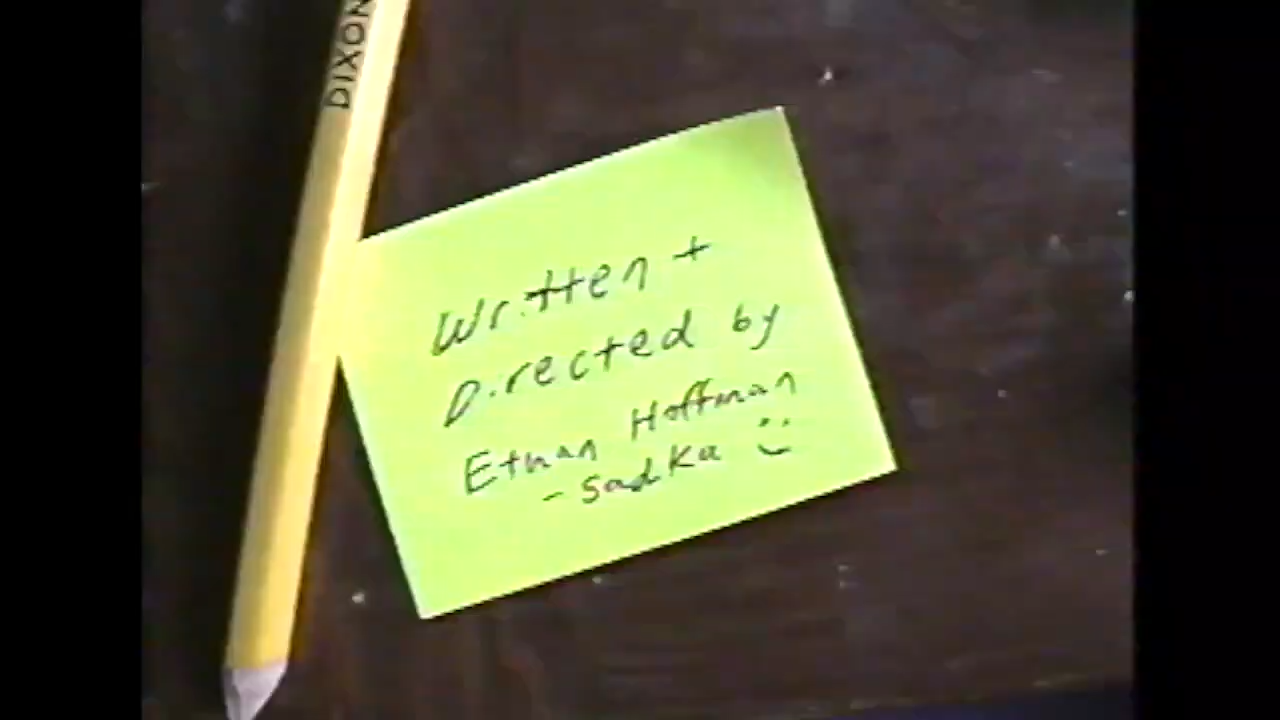 DIXON
Written +
Directed by
Ethan Hoffman
- Sadka :)